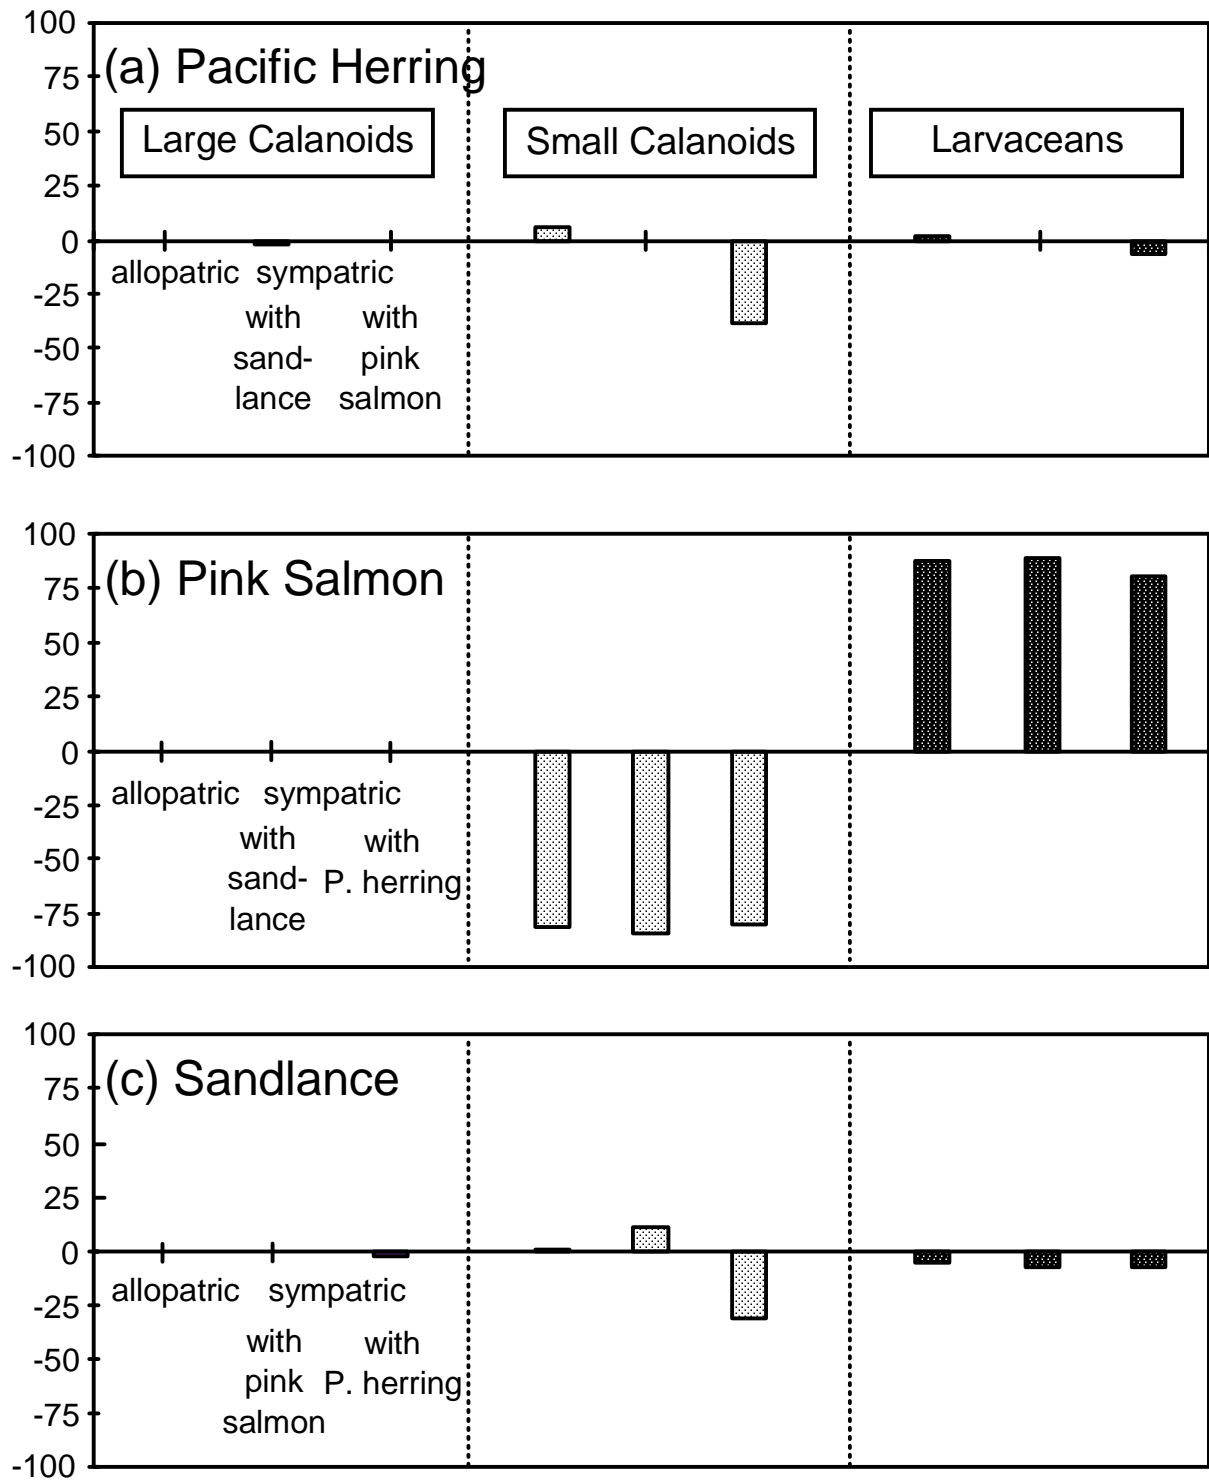 100
(a) Pacific Herring
75
50
Large Calanoids Small Calanoids Larvaceans
25
0
allopatric sympatric
-25
with with
sand- pink
-50
lance salmon
-75
-100
100
(b) Pink Salmon
75
50
25
0
allopatric sympatric
-25
with with
-50
sand- P. herring
lance
-75
-100
100
(c) Sandlance
75
50
25
0
allopatric sympatric
-25
with with
-50
pink P. herring
salmon
-75
-100